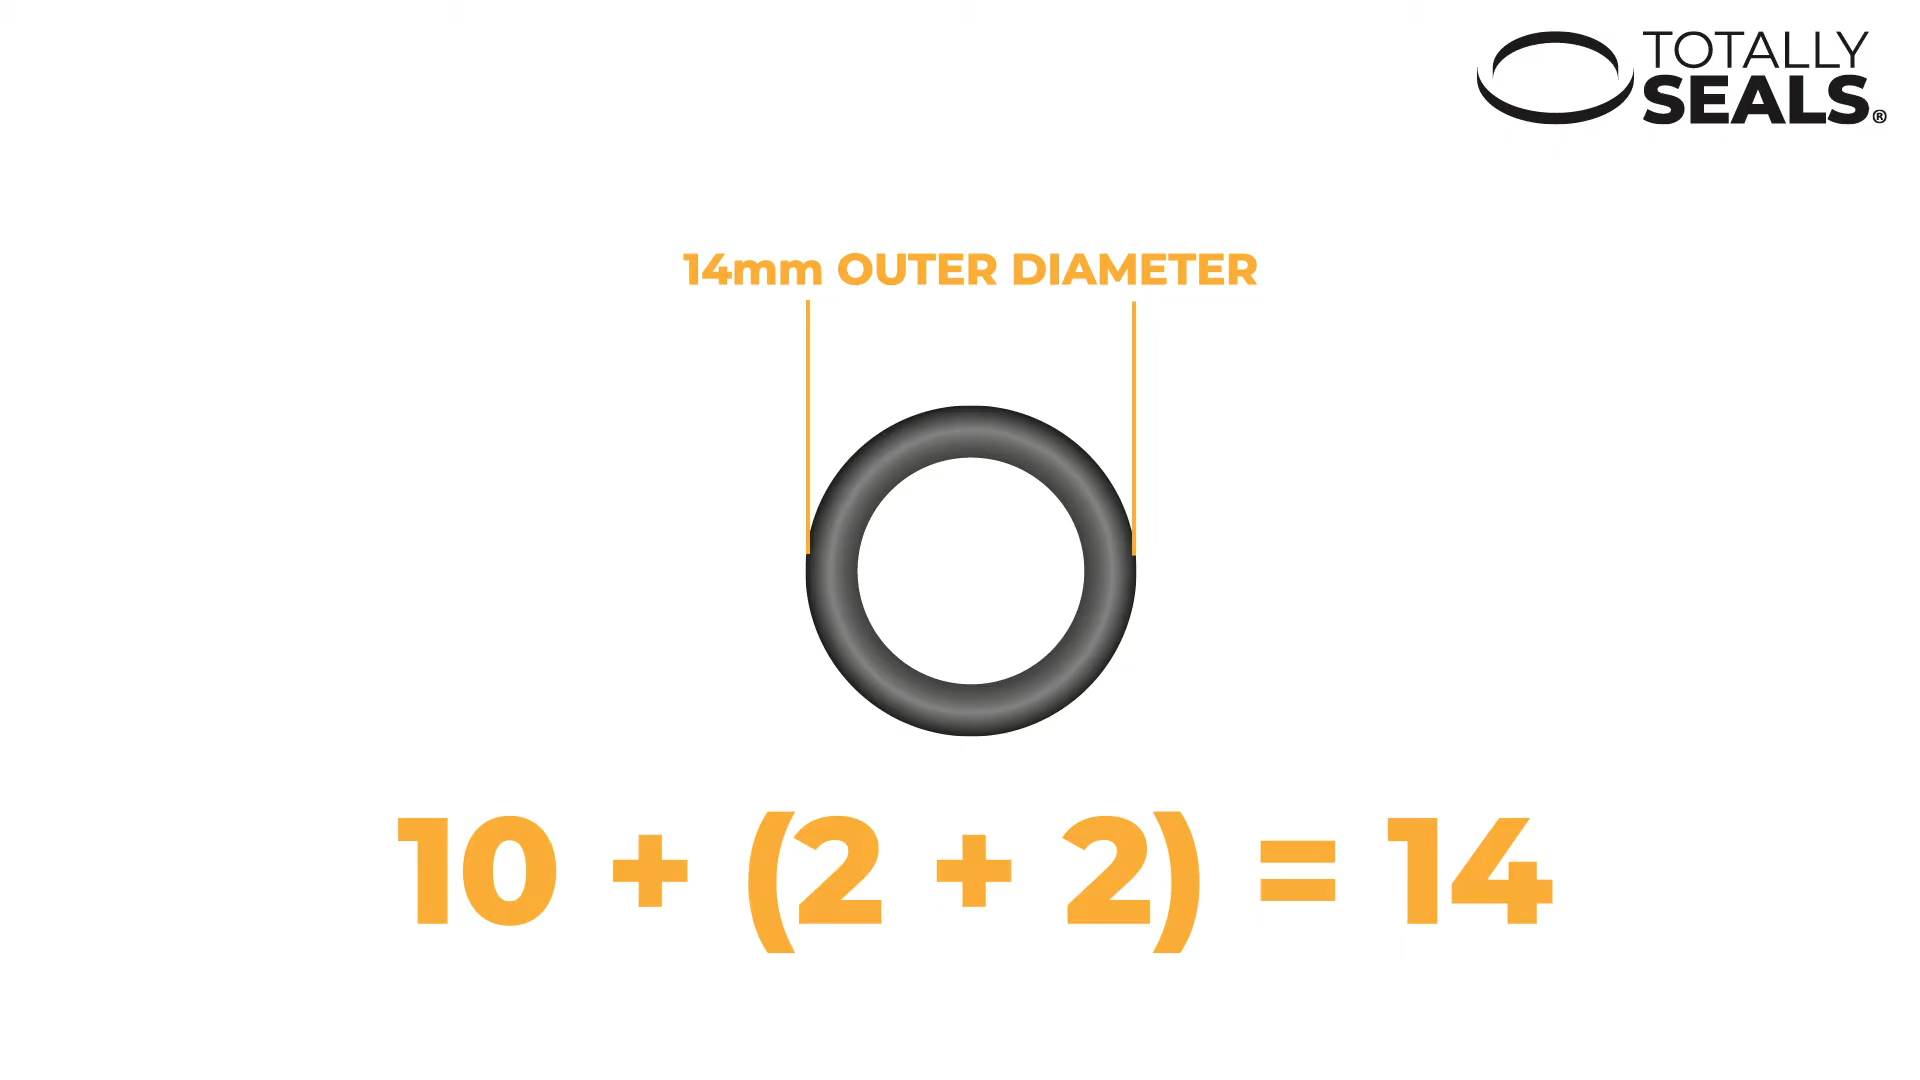 TOTALLY
SEALS®
14mm OUTER DIAMETER
10 + (2 + 2) = 14